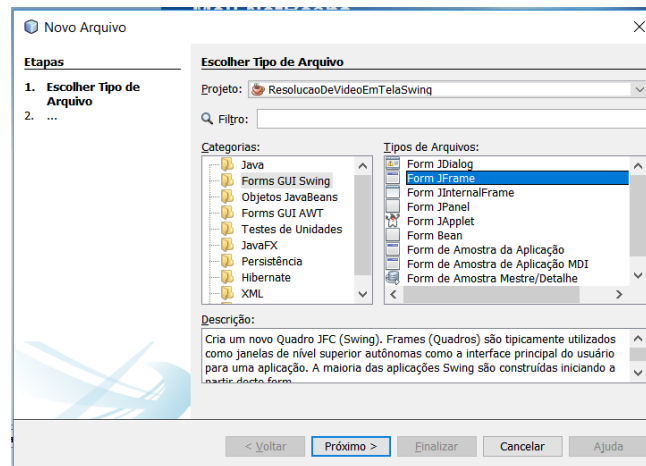 Novo Arquivo
Etapas
1. Escolher Tipo de
Arquivo
2. ...
Escolher Tipo de Arquivo
Projeto: ResolucaoDeVideoEmTelaSwing
Filtro:
Categorias:
Java
Forms GUI Swing
Objetos JavaBeans
Forms GUI AWT
Testes de Unidades
JavaFX
Persistência
Hibernate
XML
Tipos de Arquivos:
Form JDialog
Form JFrame
Form JInternalFrame
Form JPanel
Form JApplet
Form Bean
Form de Amostra da Aplicação
Form de Amostra de Aplicação MDI
Form de Amostra Mestre/Detalhe
Descrição:
Cria um novo Quadro JFC (Swing). Frames (Quadros) são tipicamente utilizados
como janelas de nível superior autônomas como a interface principal do usuário
para uma aplicação. A maioria das aplicações Swing são construídas iniciando a
partir deste form.
< Voltar
Próximo >
Finalizar
Cancelar
Ajuda